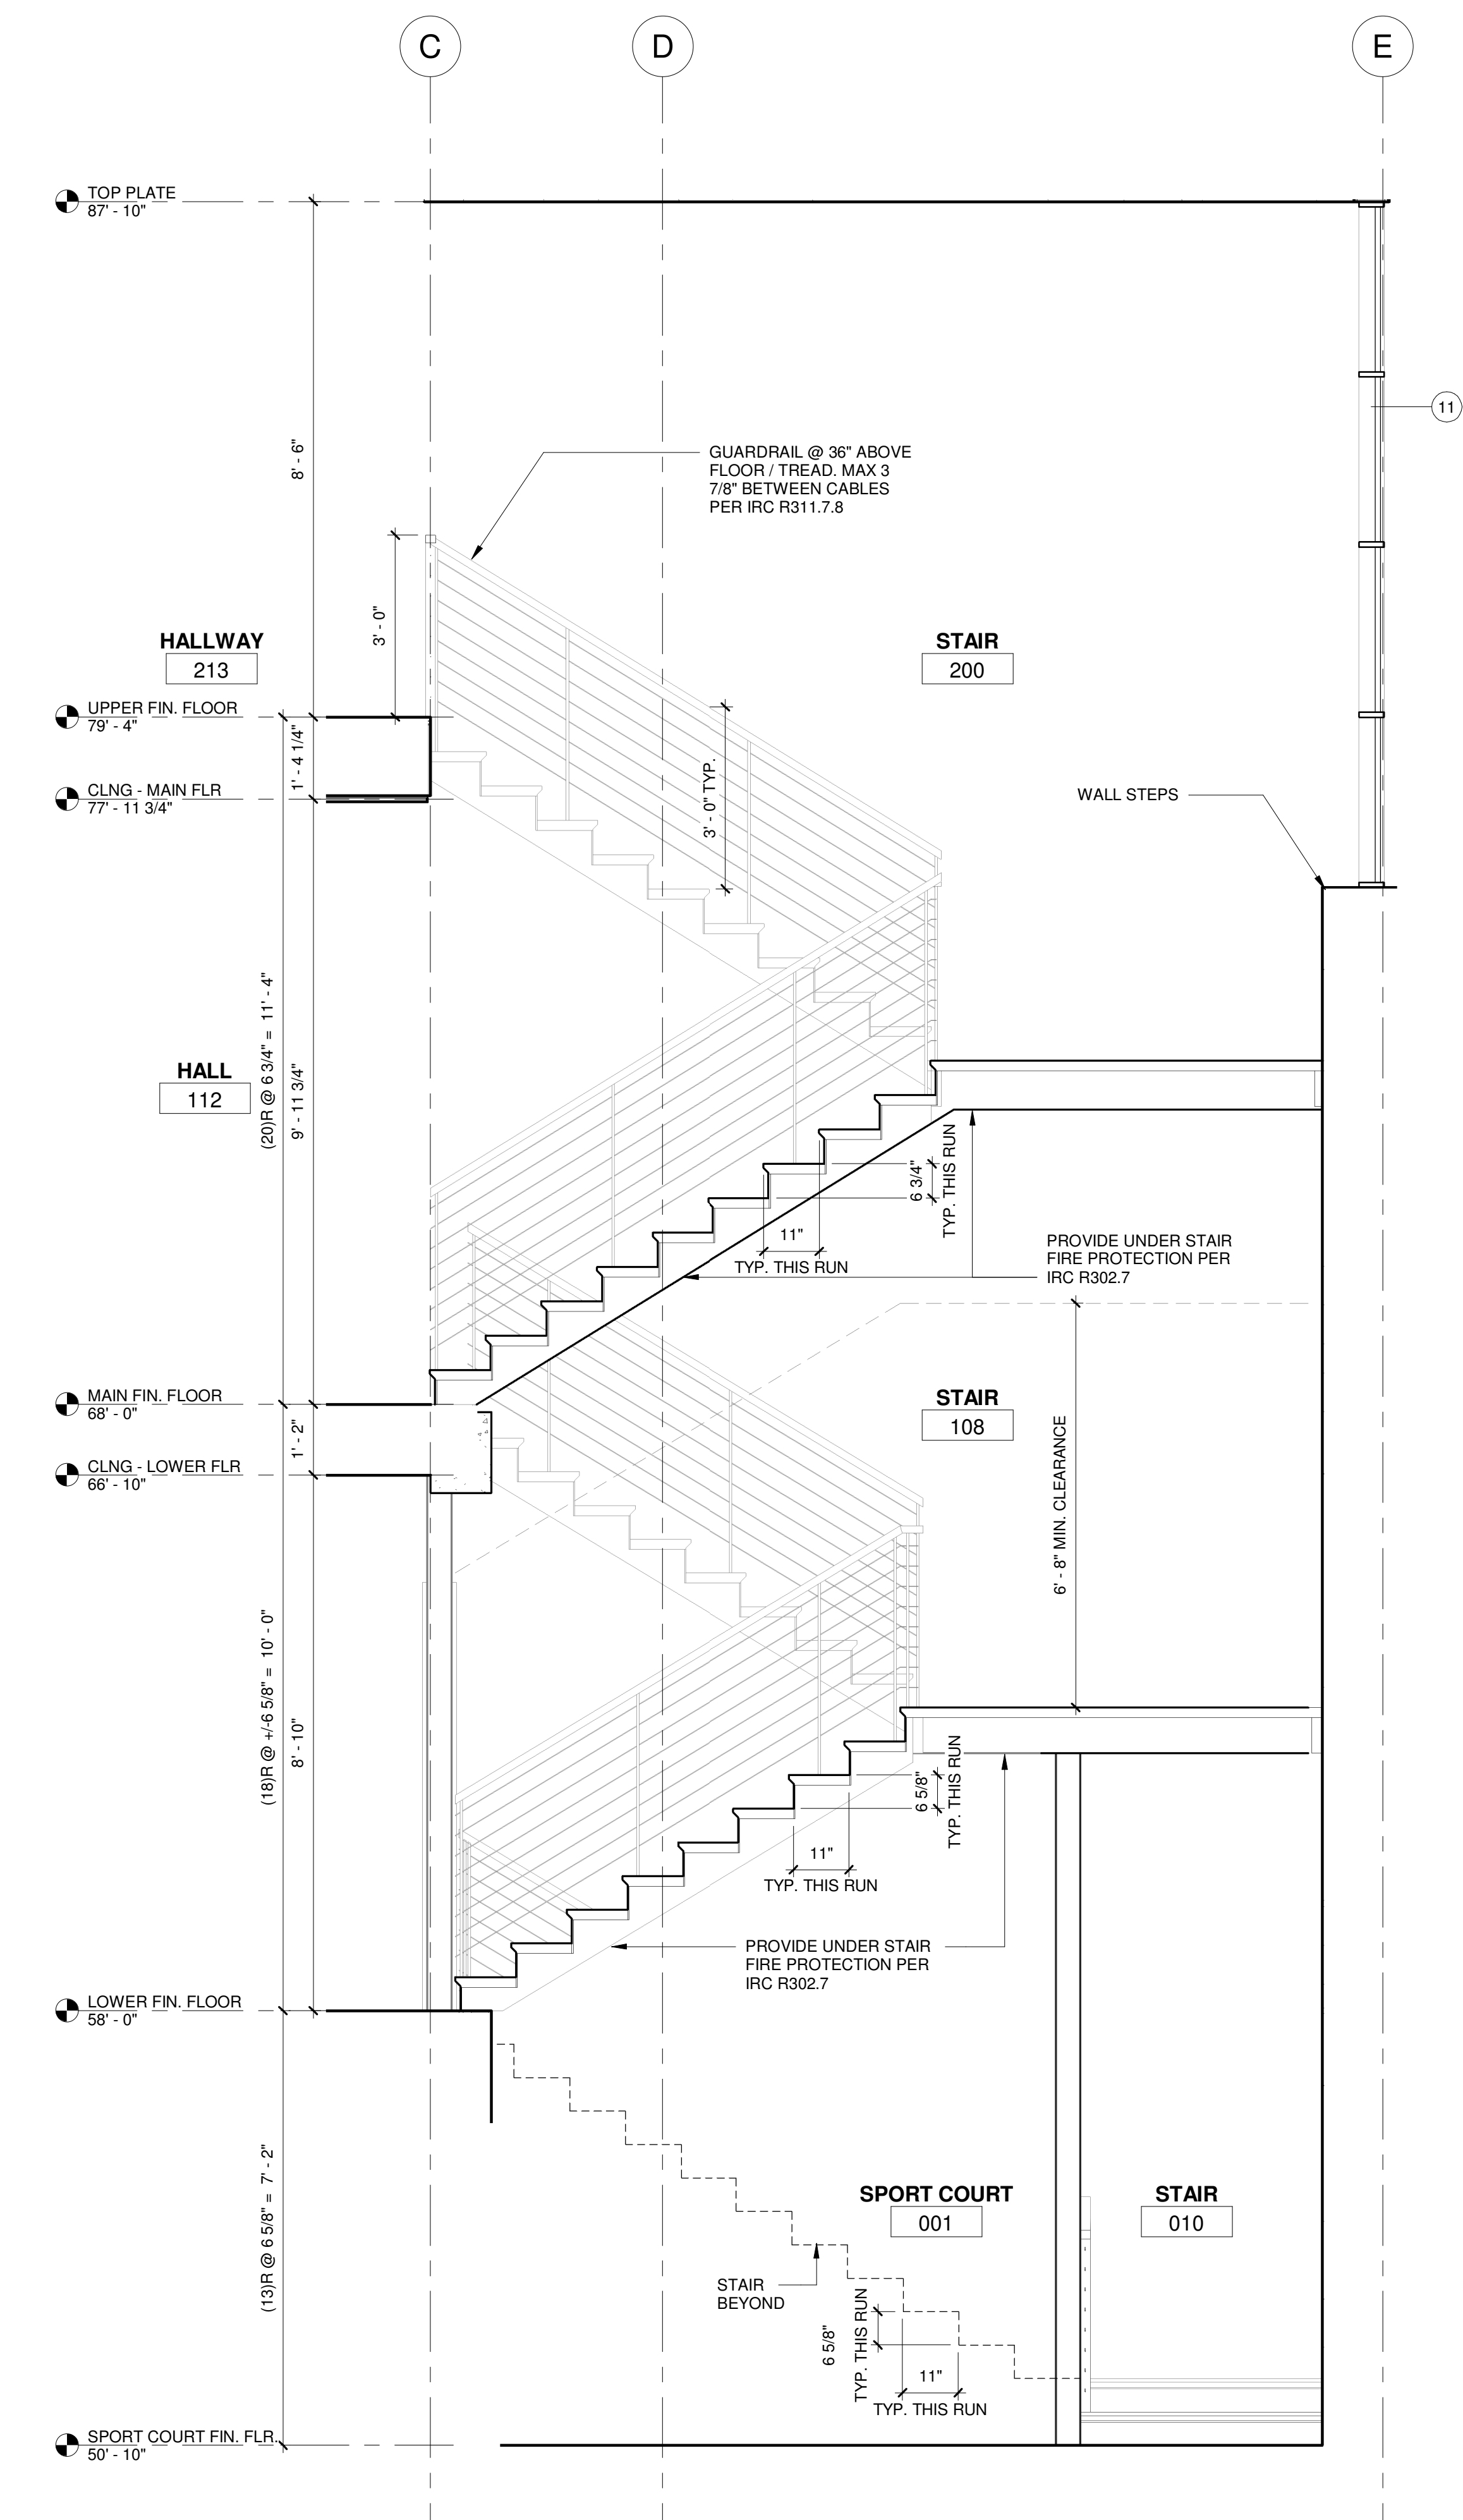 C
D
E
TOP PLATE
87' - 10"
8' - 6"
11
GUARDRAIL @ 36" ABOVE
FLOOR / TREAD. MAX 3
7/8" BETWEEN CABLES
PER IRC R311.7.8
3' - 0"
HALLWAY
213
STAIR
200
UPPER FIN. FLOOR
79' - 4"
1' - 4 1/4"
CLNG - MAIN FLR
77' - 11 3/4"
3' - 0" TYP.
WALL STEPS
(20)R @ 6 3/4" = 11' - 4"
9' - 11 3/4"
HALL
112
6 3/4"
TYP. THIS RUN
11"
TYP. THIS RUN
PROVIDE UNDER STAIR
FIRE PROTECTION PER
IRC R302.7
MAIN FIN. FLOOR
68' - 0"
1' - 2"
CLNG - LOWER FLR
66' - 10"
STAIR
108
6' - 8" MIN. CLEARANCE
(18)R @ +/-6 5/8" = 10' - 0"
8' - 10"
6 5/8"
TYP. THIS RUN
11"
TYP. THIS RUN
PROVIDE UNDER STAIR
FIRE PROTECTION PER
IRC R302.7
LOWER FIN. FLOOR
58' - 0"
(13)R @ 6 5/8" = 7' - 2"
SPORT COURT
001
STAIR
010
STAIR
BEYOND
6 5/8"
TYP. THIS RUN
11"
TYP. THIS RUN
SPORT COURT FIN. FLR.
50' - 10"